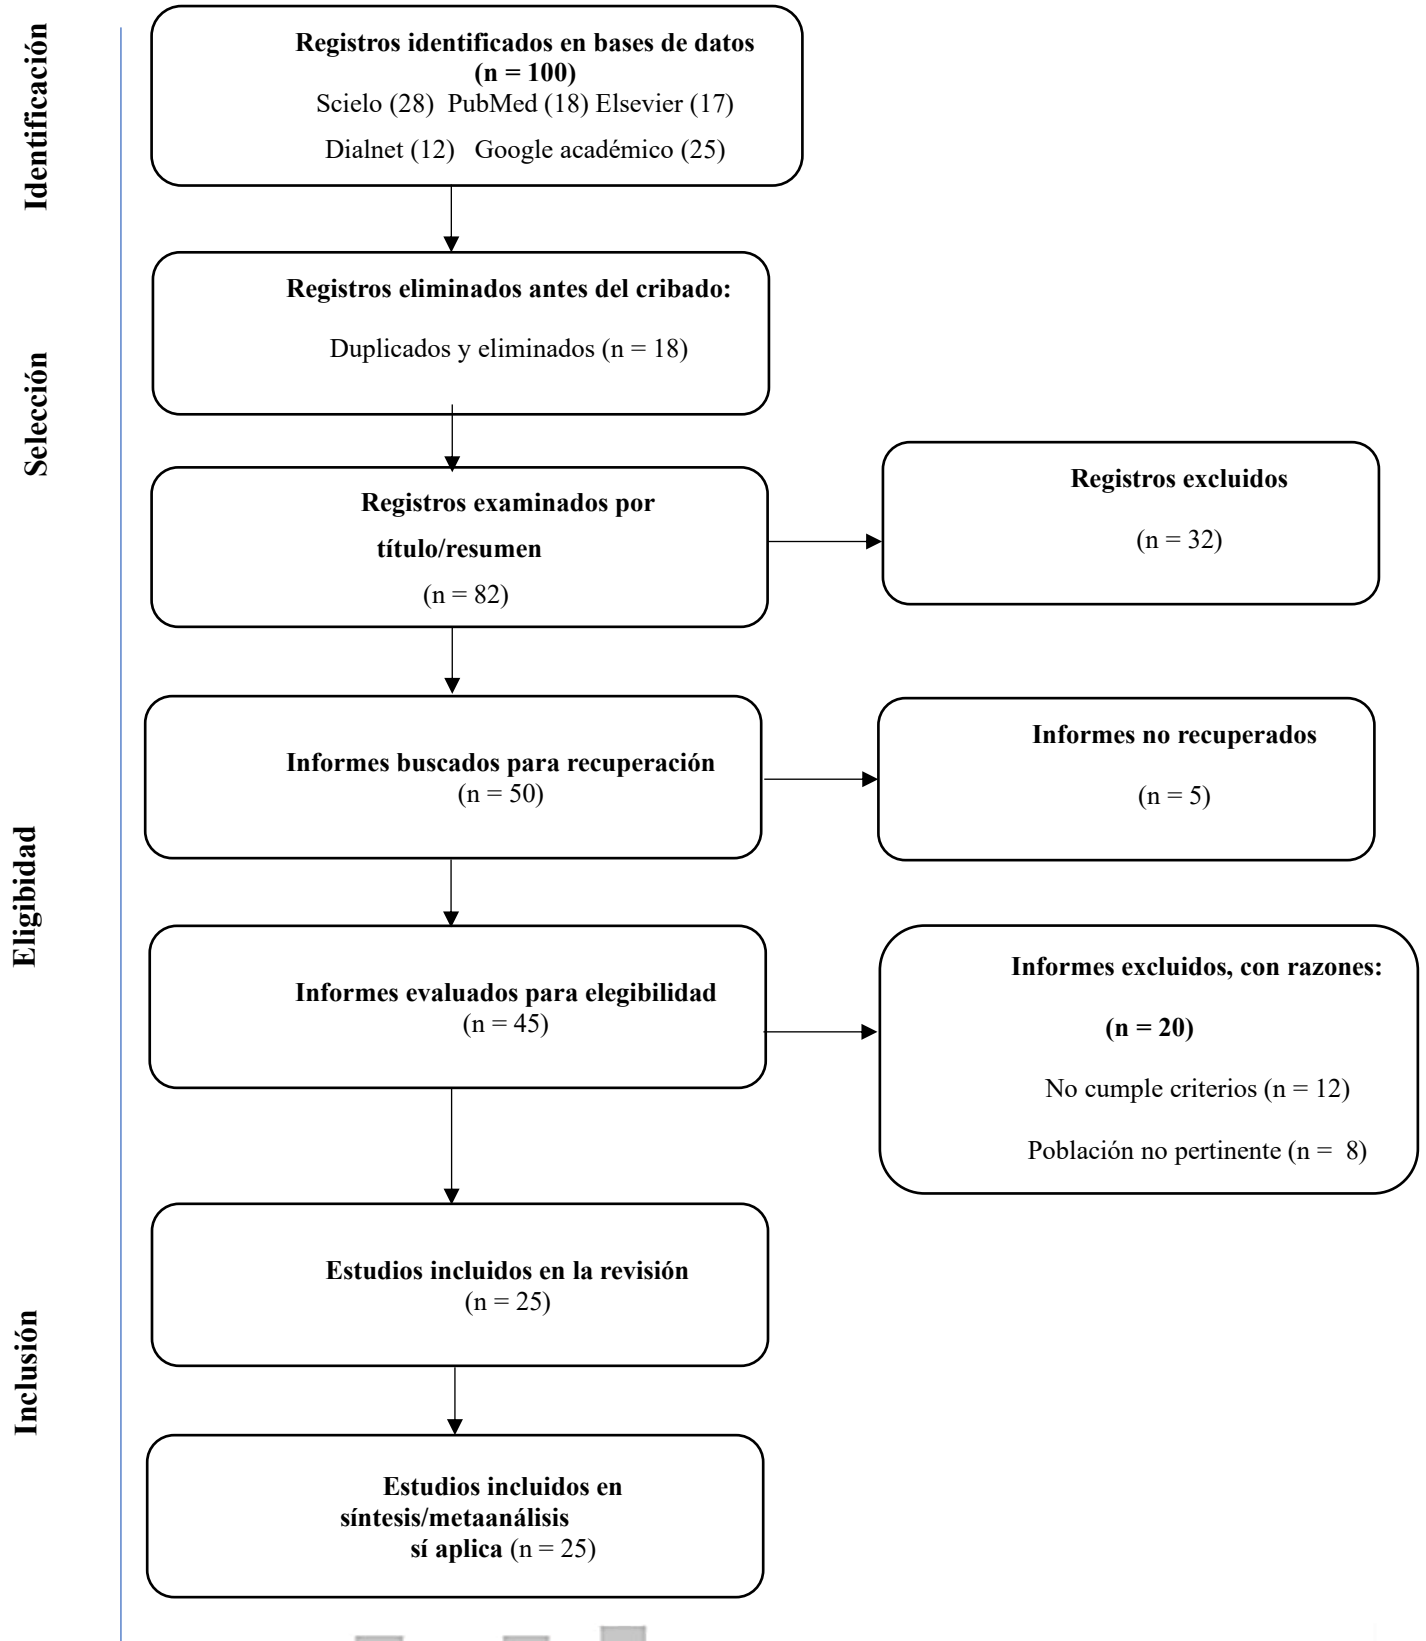 Identificación
Registros identificados en bases de datos
(n = 100)
Scielo (28) PubMed (18) Elsevier (17)
Dialnet (12) Google académico (25)
Selección
Registros eliminados antes del cribado:
Duplicados y eliminados (n = 18)
Registros examinados por
título/resumen
(n = 82)
Registros excluidos
(n = 32)
Eligibidad
Informes buscados para recuperación
(n = 50)
Informes no recuperados
(n = 5)
Informes evaluados para elegibilidad
(n = 45)
Informes excluidos, con razones:
(n = 20)
No cumple criterios (n = 12)
Población no pertinente (n = 8)
Inclusión
Estudios incluidos en la revisión
(n = 25)
Estudios incluidos en
síntesis/metaanálisis
sí aplica (n = 25)